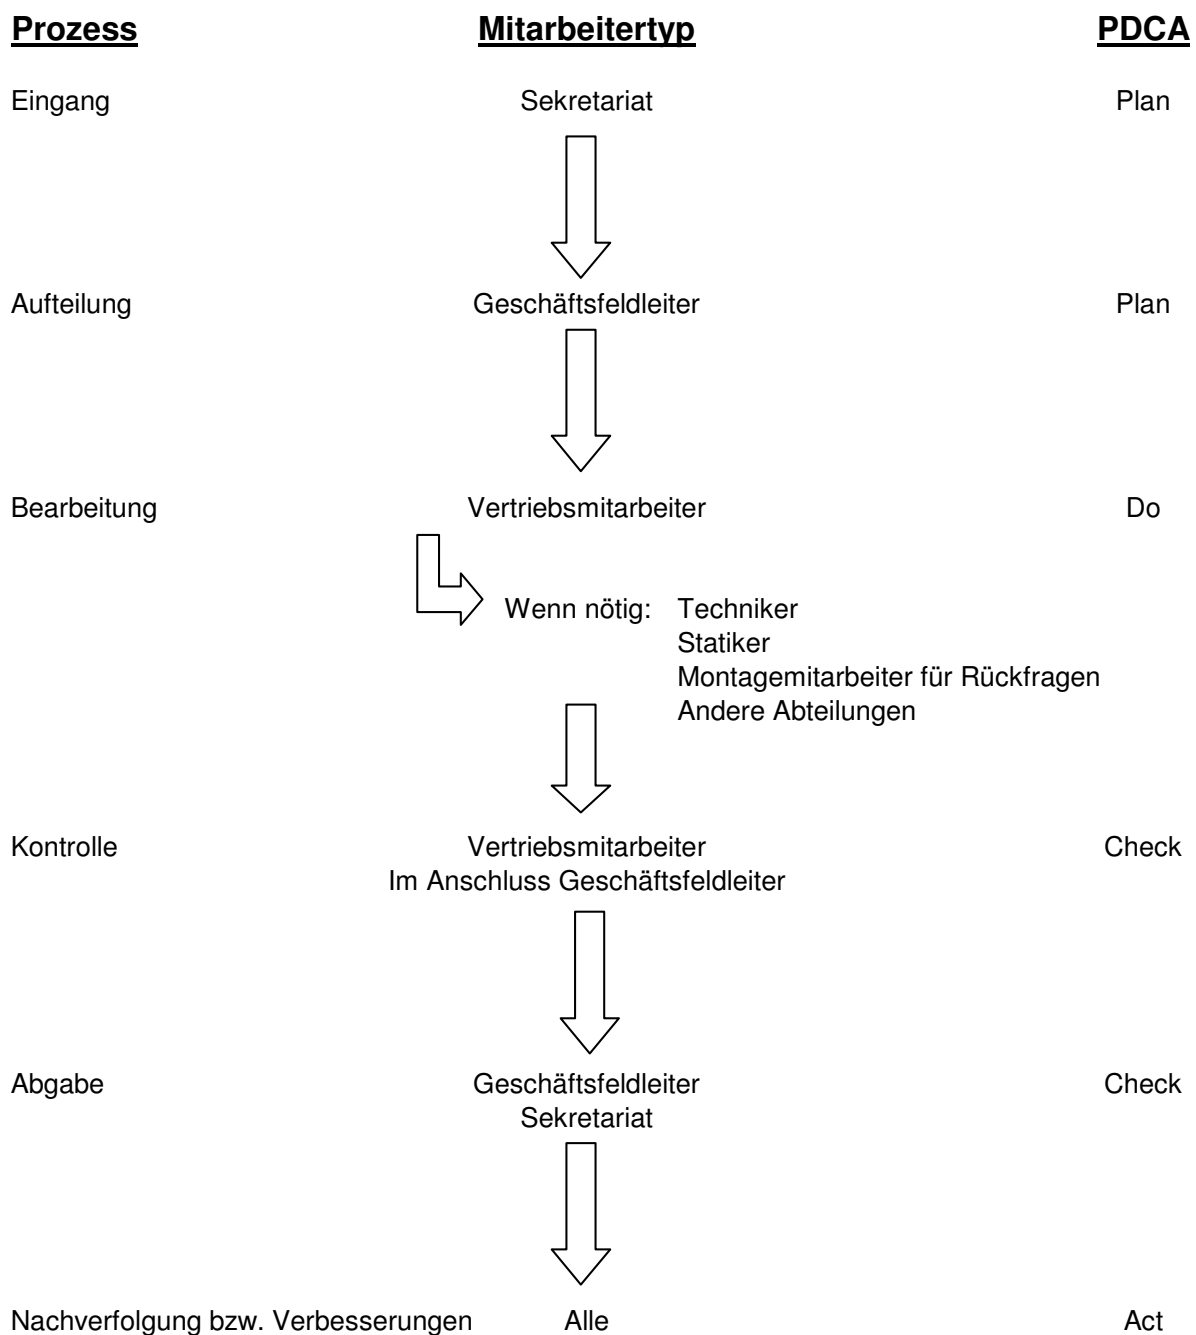 Prozess Mitarbeitertyp PDCA
Eingang Sekretariat Plan
Aufteilung Geschäftsfeldleiter Plan
Bearbeitung Vertriebsmitarbeiter Do
Wenn nötig: Techniker
Statiker
Montagemitarbeiter für Rückfragen
Andere Abteilungen
Kontrolle Vertriebsmitarbeiter Check
Im Anschluss Geschäftsfeldleiter
Abgabe Geschäftsfeldleiter Check
Sekretariat
Nachverfolgung bzw. Verbesserungen Alle Act